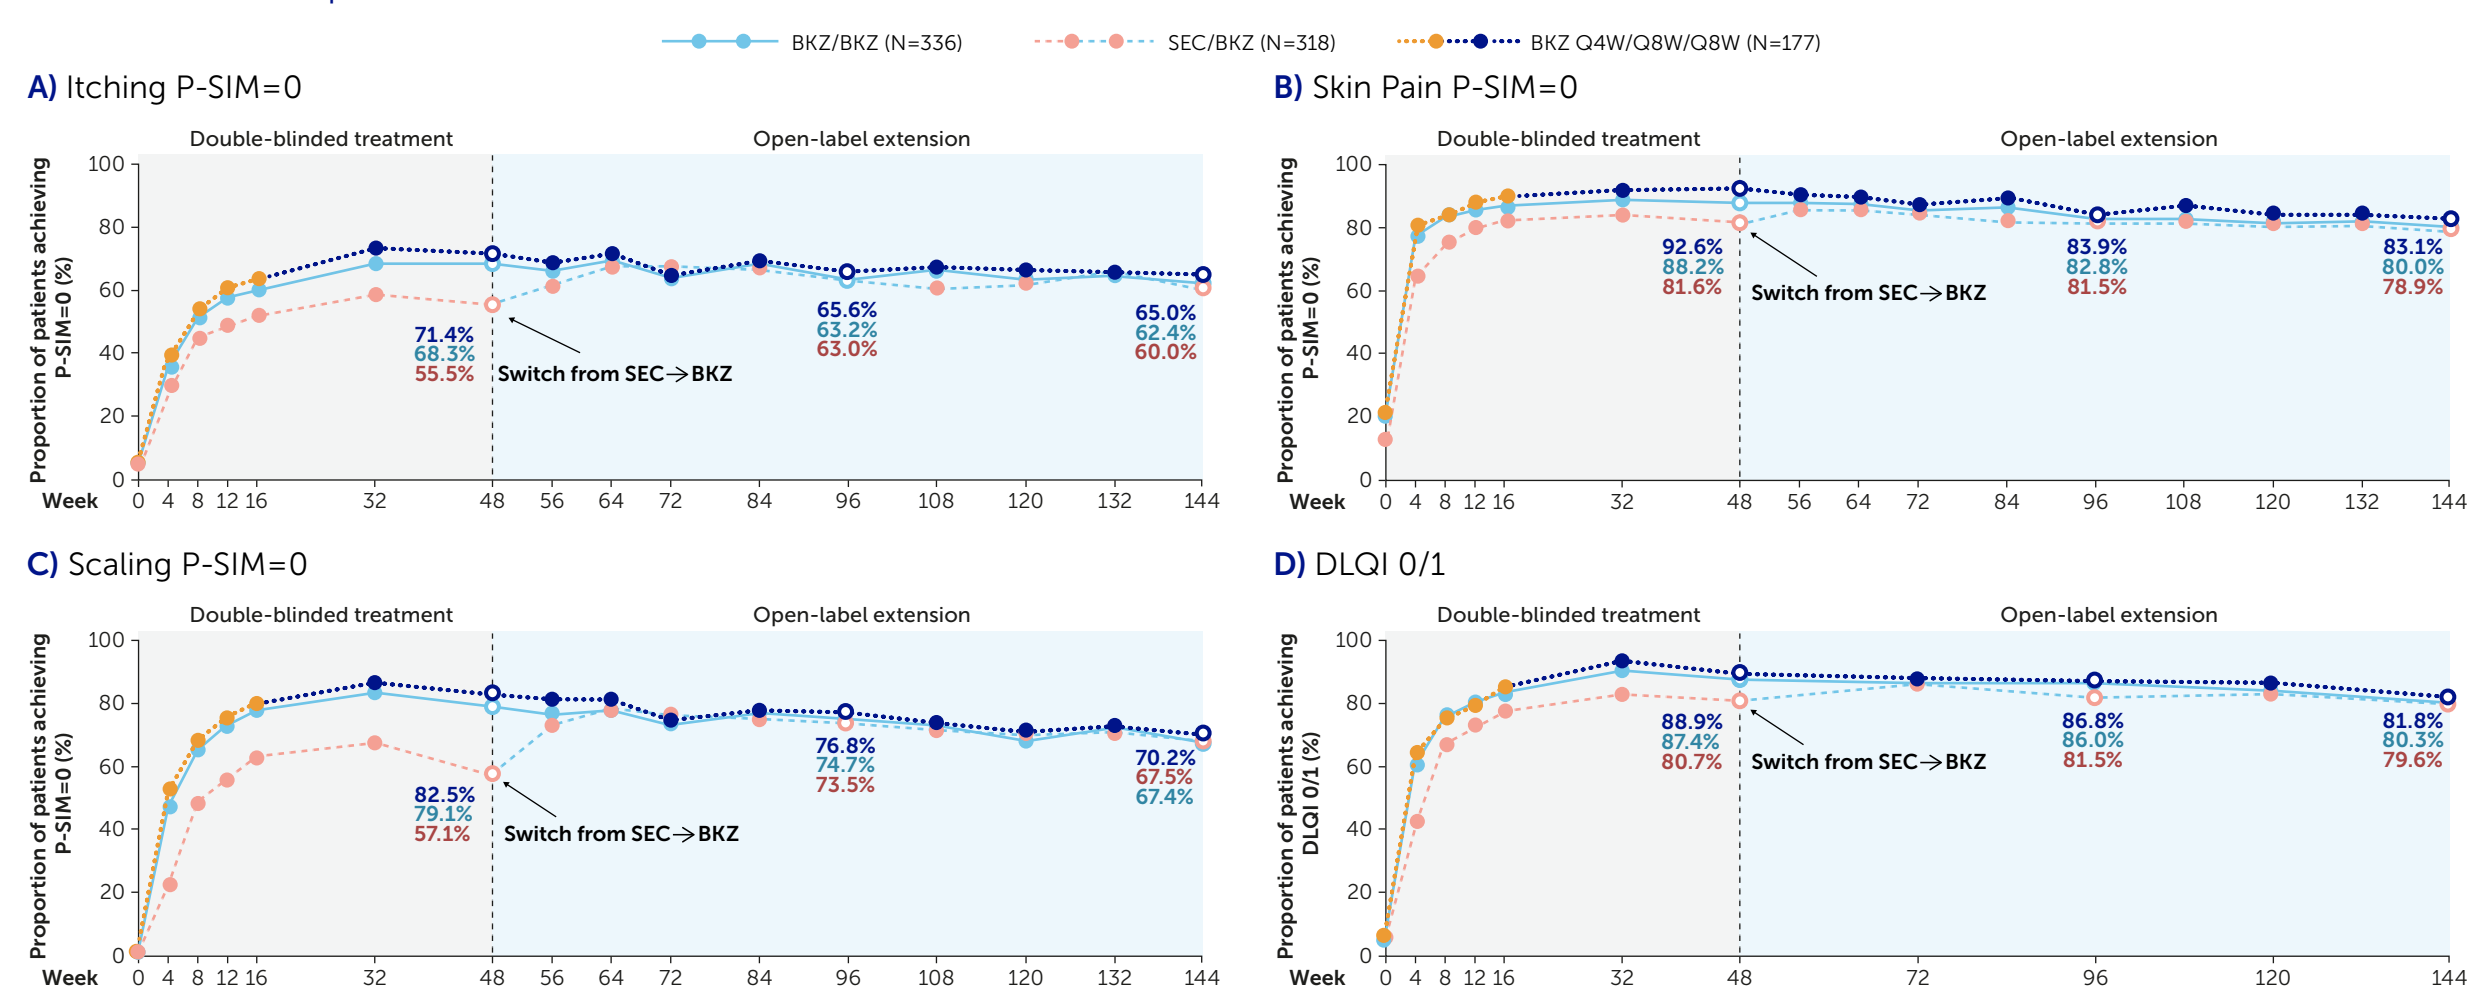 BKZ/BKZ (N=336)
SEC/BKZ (N=318)
BKZ Q4W/Q8W/Q8W (N=177)
A) Itching P-SIM=0
Double-blinded treatment
Open-label extension
Proportion of patients achieving
P-SIM=0 (%)
100
80
60
40
20
0
71.4%
68.3%
55.5%
Switch from SEC→BKZ
65.6%
63.2%
63.0%
65.0%
62.4%
60.0%
Week 0 4 8 12 16 32 48 56 64 72 84 96 108 120 132 144
B) Skin Pain P-SIM=0
Double-blinded treatment
Open-label extension
Proportion of patients achieving
P-SIM=0 (%)
100
80
60
40
20
0
92.6%
88.2%
81.6%
Switch from SEC→BKZ
83.9%
82.8%
81.5%
83.1%
80.0%
78.9%
Week 0 4 8 12 16 32 48 56 64 72 84 96 108 120 132 144
C) Scaling P-SIM=0
Double-blinded treatment
Open-label extension
Proportion of patients achieving
P-SIM=0 (%)
100
80
60
40
20
0
82.5%
79.1%
57.1%
Switch from SEC→BKZ
76.8%
74.7%
73.5%
70.2%
67.5%
67.4%
Week 0 4 8 12 16 32 48 56 64 72 84 96 108 120 132 144
D) DLQI 0/1
Double-blinded treatment
Open-label extension
Proportion of patients achieving
DLQI 0/1 (%)
100
80
60
40
20
0
88.9%
87.4%
80.7%
Switch from SEC→BKZ
86.8%
86.0%
81.5%
81.8%
80.3%
79.6%
Week 0 4 8 12 16 32 48 72 96 120 144